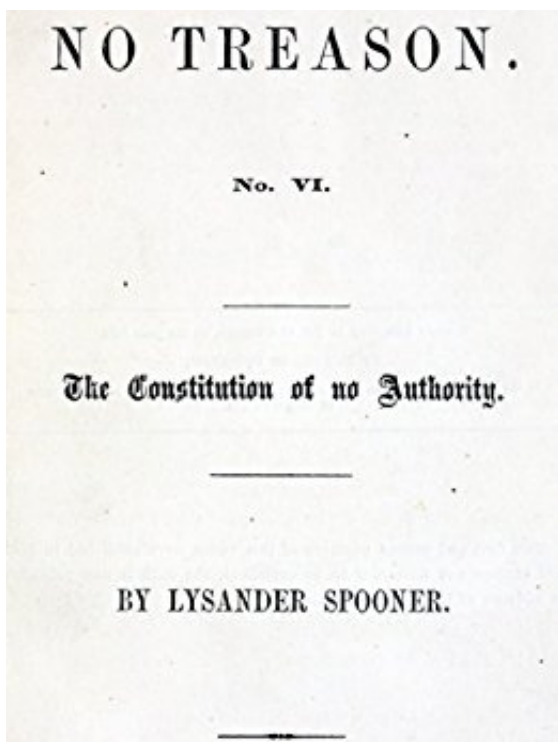 NO TREASON.
No. VI.
The Constitution of no Authority.
BY LYSANDER SPOONER.